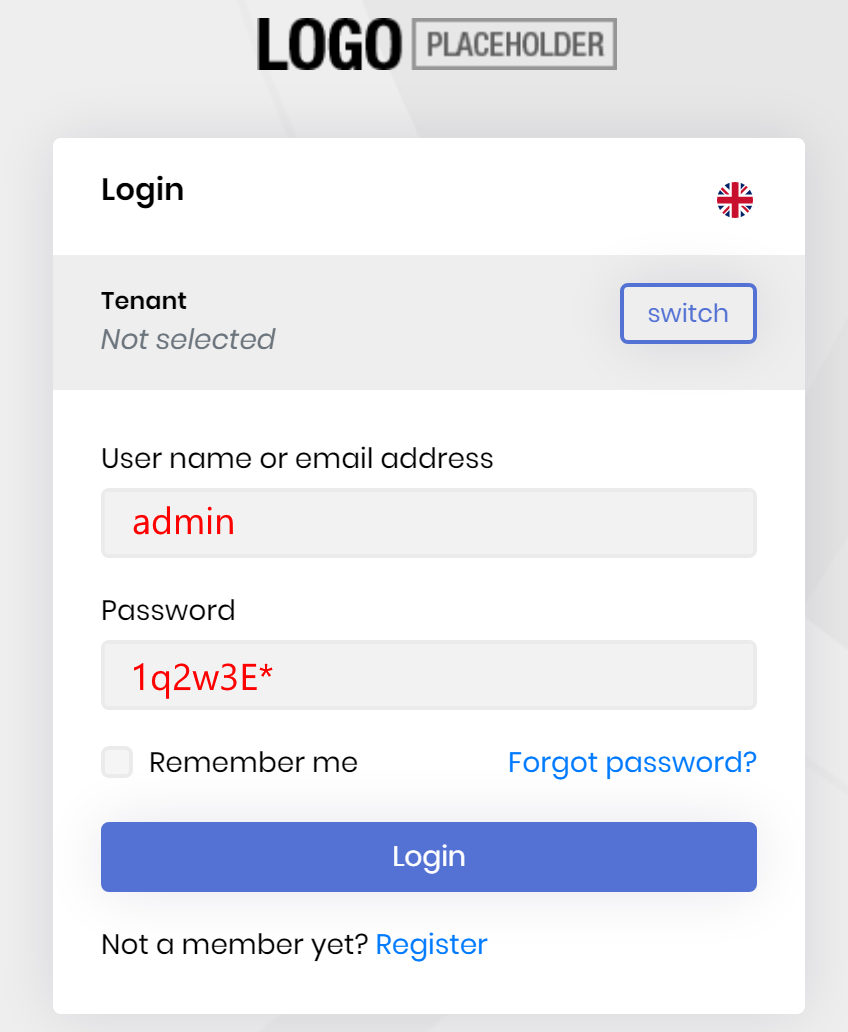 LOGO PLACEHOLDER
Login
Tenant
switch
Not selected
User name or email address
admin
Password
1q2w3E*
Remember me Forgot password?
Login
Not a member yet? Register